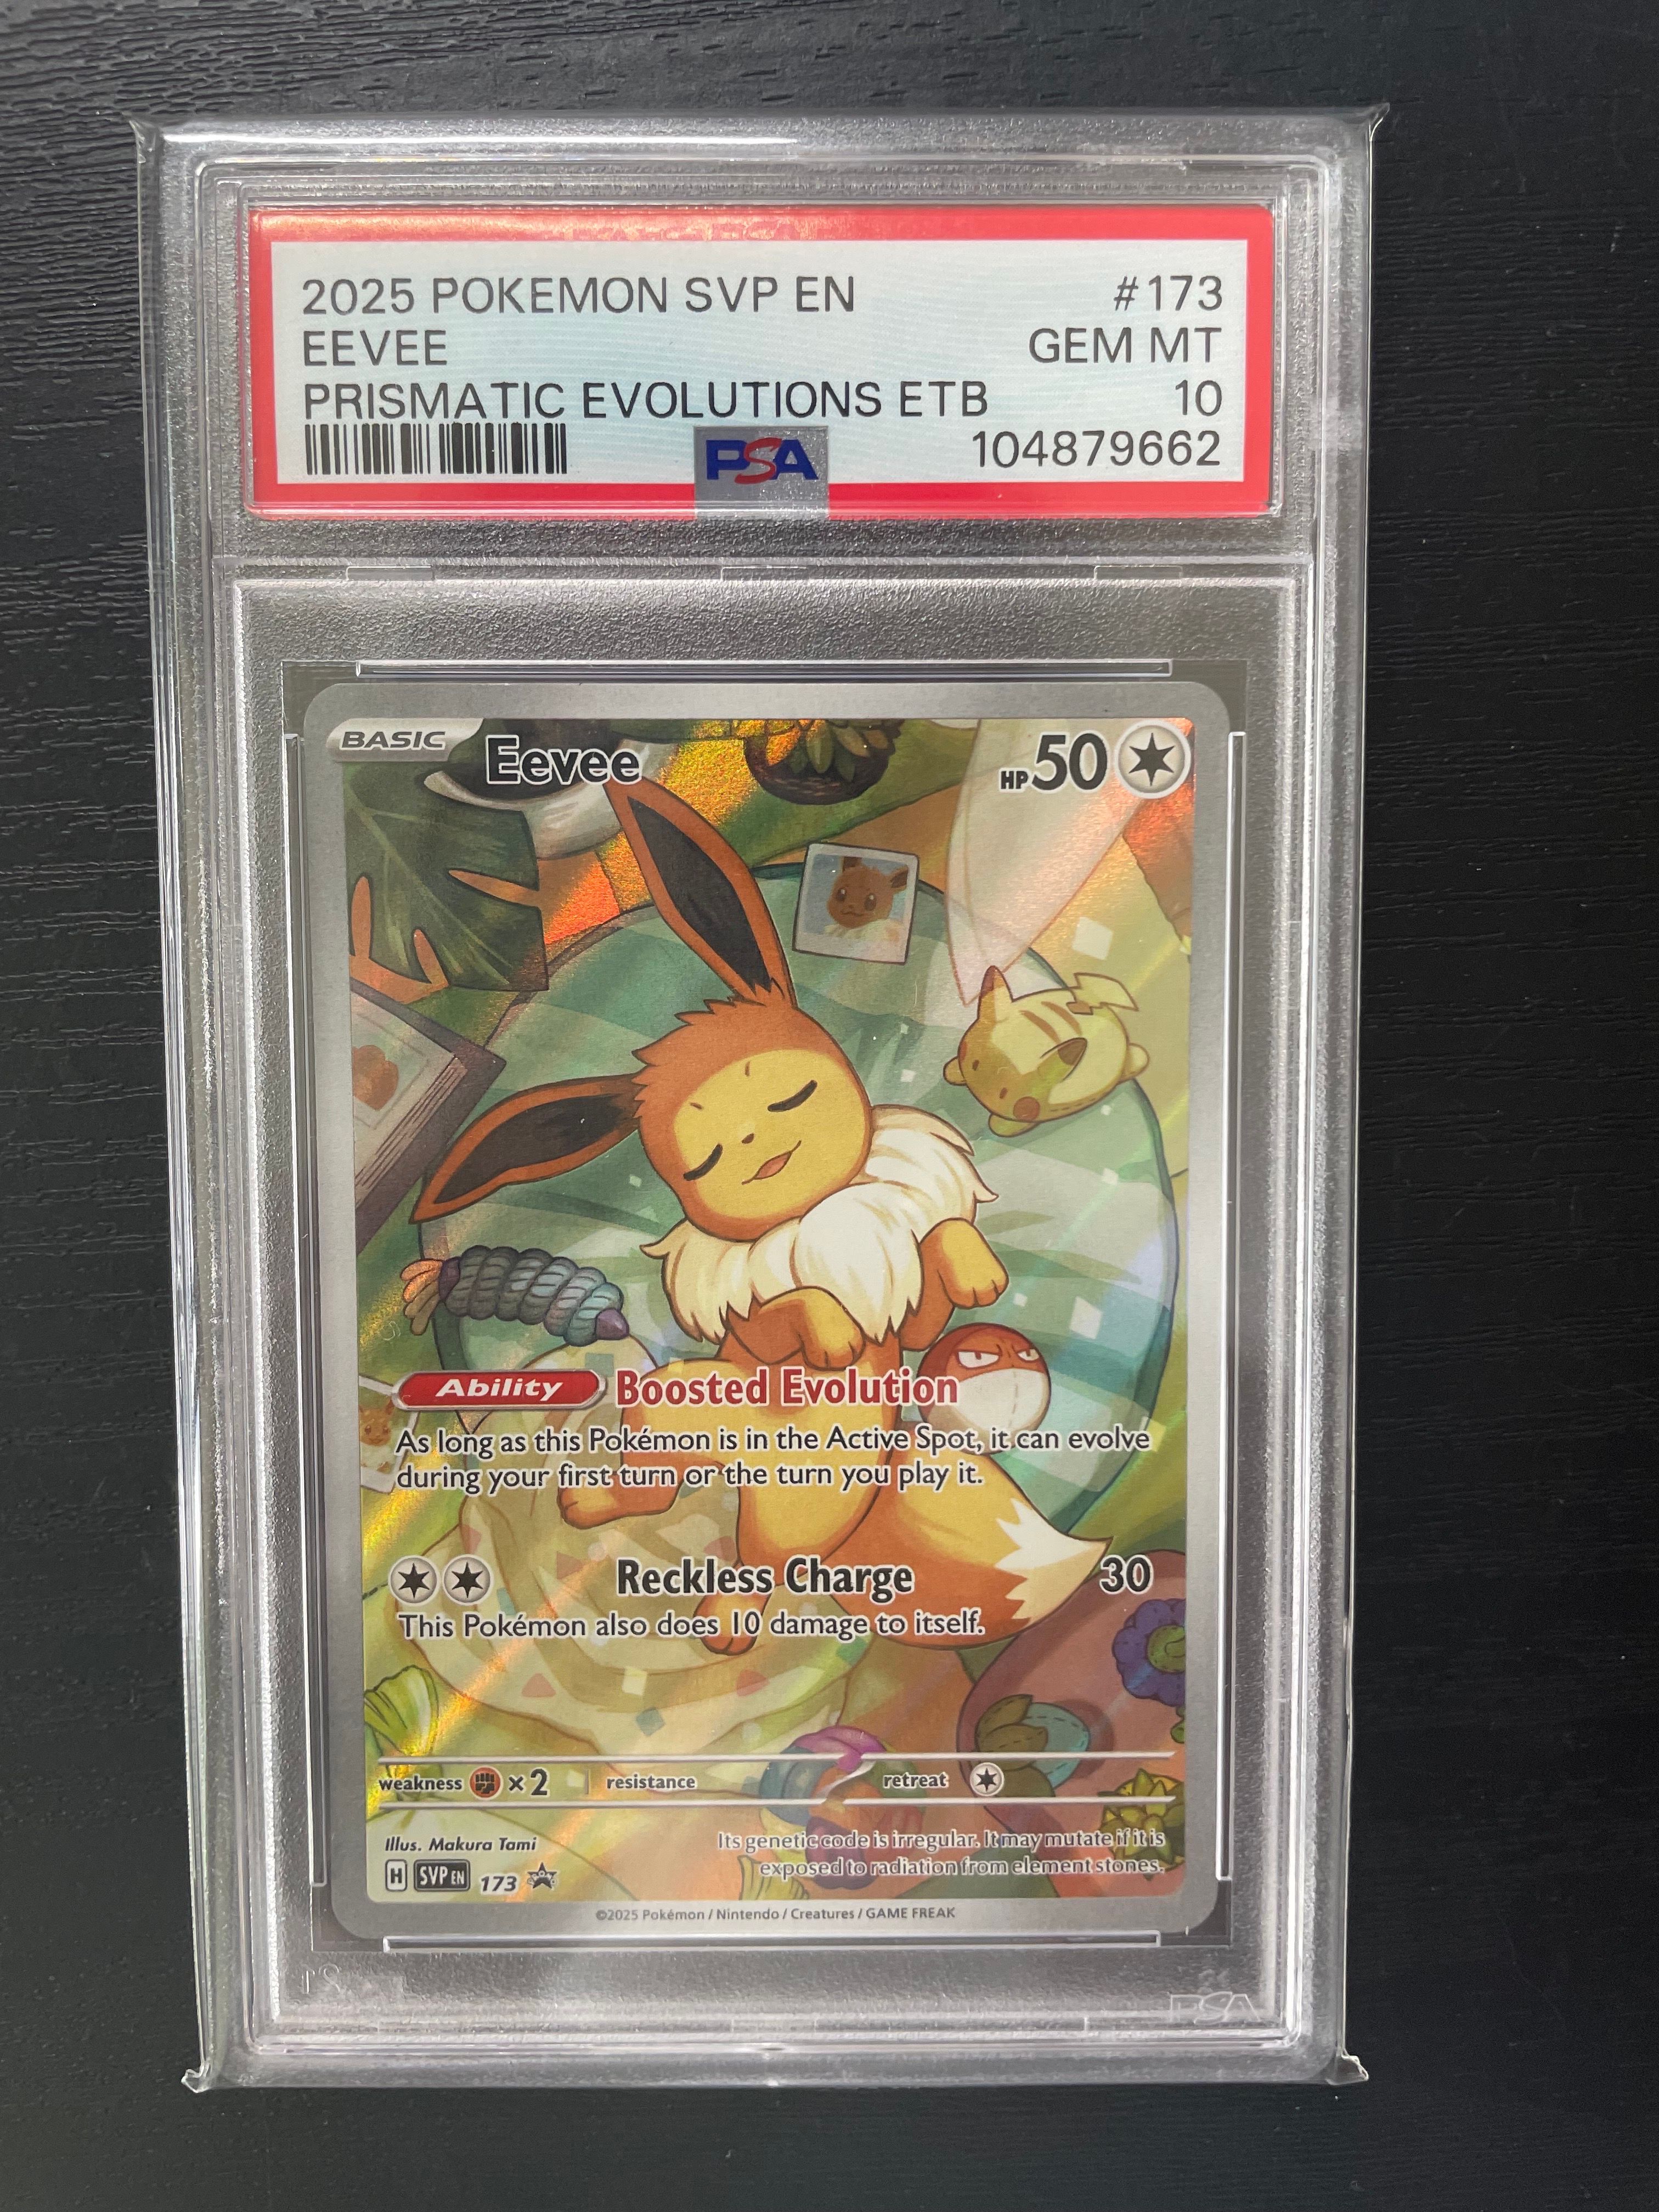 2025 POKEMON SVP EN #173
EEVEE GEM MT
PRISMATIC EVOLUTIONS ETB 10
PSA 104879662
BASIC Eevee HP50
Ability Boosted Evolution
As long as this Pokémon is in the Active Spot, it can evolve
during your first turn or the turn you play it.
Reckless Charge 30
This Pokémon also does 10 damage to itself.
weakness ×2 resistance retreat
Illus. Makura Tami
Its genetic code is irregular. It may mutate if it is
exposed to radiation from element stones.
H SVP EN 173
©2025 Pokémon / Nintendo / Creatures / GAME FREAK
PSA